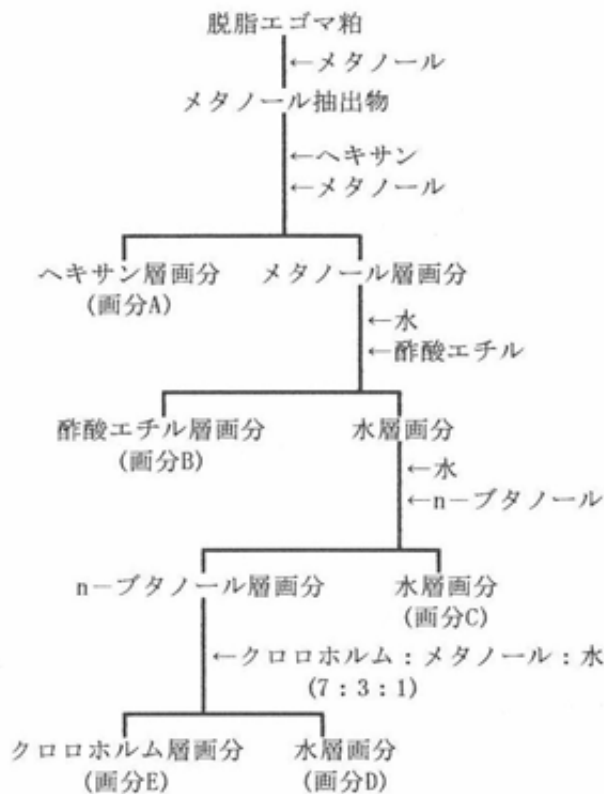 脱脂エゴマ粕
←メタノール
メタノール抽出物
←ヘキサン
←メタノール
ヘキサン層画分 メタノール層画分
(画分A)
←水
←酢酸エチル
酢酸エチル層画分 水層画分
(画分B)
←水
←n－ブタノール
n－ブタノール層画分 水層画分
(画分C)
←クロロホルム：メタノール：水
(7：3：1)
クロロホルム層画分 水層画分
(画分E) (画分D)